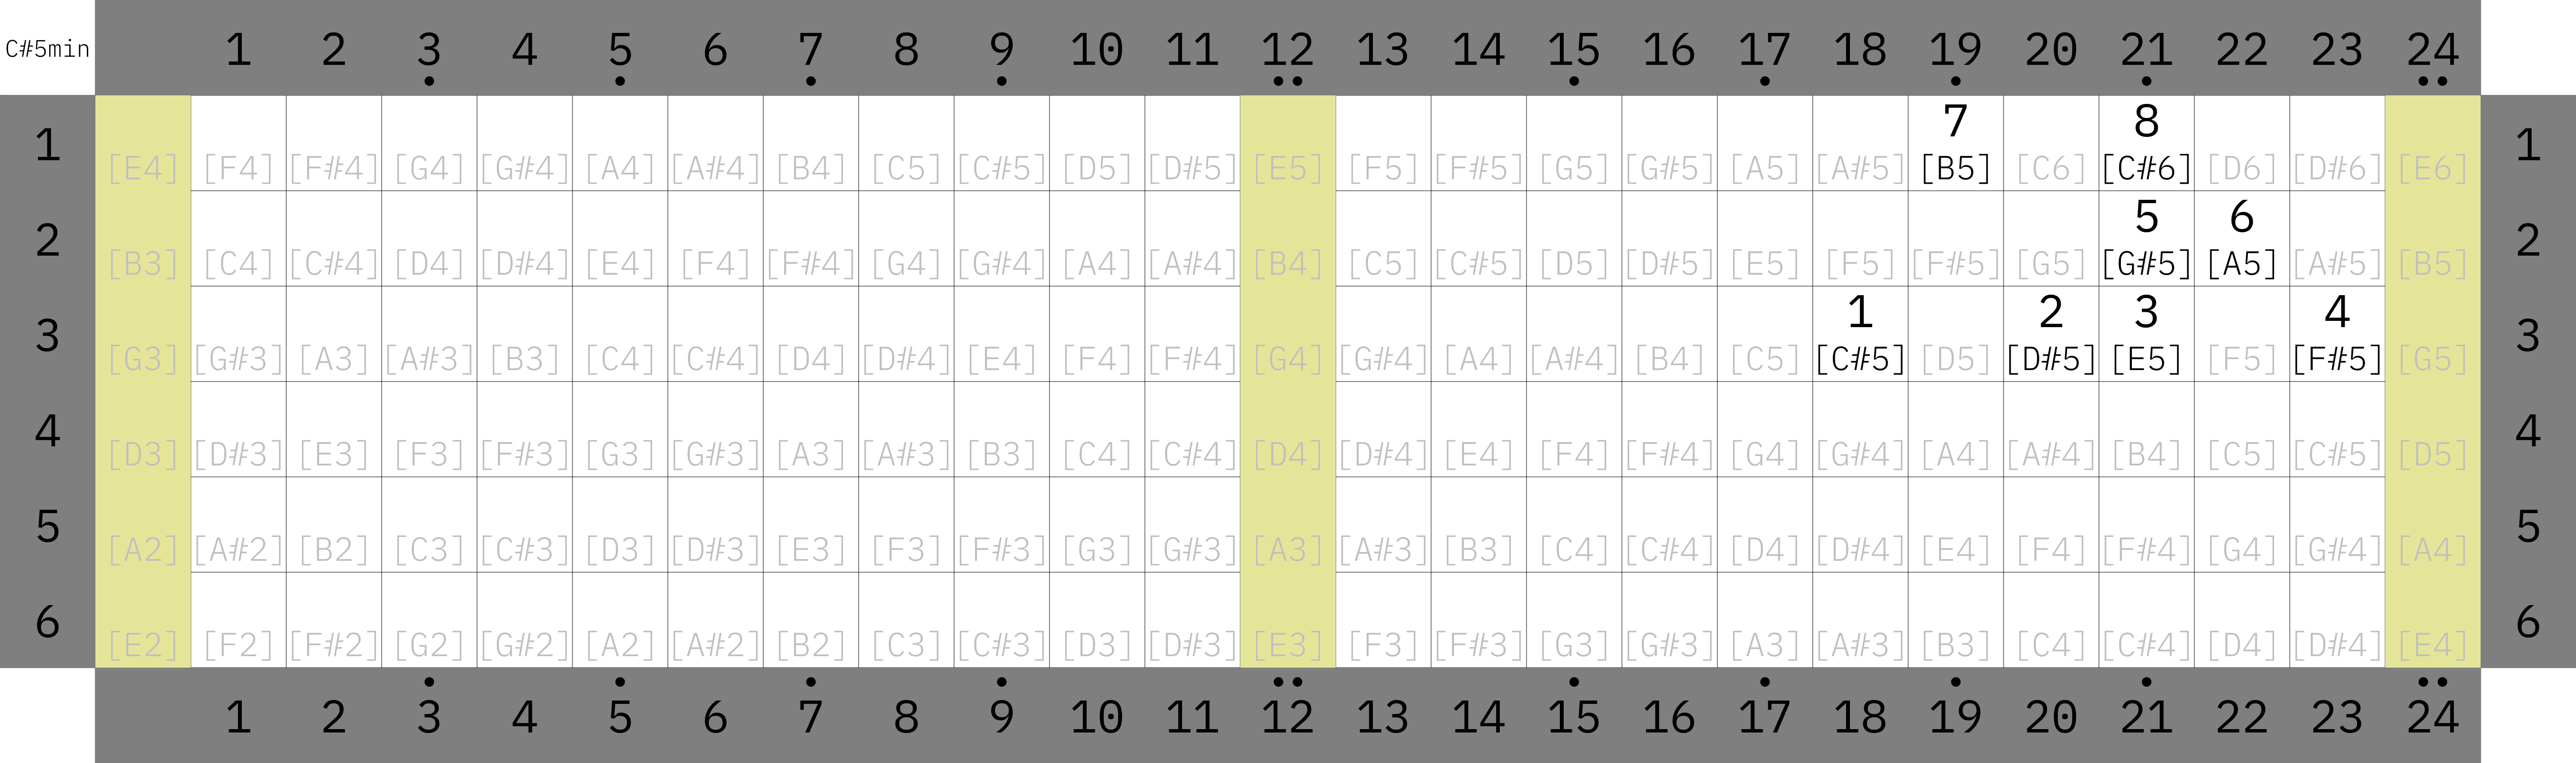 C#5min
1 2 3 4 5 6 7 8 9 10 11 12 13 14 15 16 17 18 19 20 21 22 23 24
7 8
1 [E4] [F4] [F#4] [G4] [G#4] [A4] [A#4] [B4] [C5] [C#5] [D5] [D#5] [E5] [F5] [F#5] [G5] [G#5] [A5] [A#5] [B5] [C6] [C#6] [D6] [D#6] [E6] 1
5 6
2 [B3] [C4] [C#4] [D4] [D#4] [E4] [F4] [F#4] [G4] [G#4] [A4] [A#4] [B4] [C5] [C#5] [D5] [D#5] [E5] [F5] [F#5] [G5] [G#5] [A5] [A#5] [B5] 2
1 2 3 4
3 [G3] [G#3] [A3] [A#3] [B3] [C4] [C#4] [D4] [D#4] [E4] [F4] [F#4] [G4] [G#4] [A4] [A#4] [B4] [C5] [C#5] [D5] [D#5] [E5] [F5] [F#5] [G5] 3
4 [D3] [D#3] [E3] [F3] [F#3] [G3] [G#3] [A3] [A#3] [B3] [C4] [C#4] [D4] [D#4] [E4] [F4] [F#4] [G4] [G#4] [A4] [A#4] [B4] [C5] [C#5] [D5] 4
5 [A2] [A#2] [B2] [C3] [C#3] [D3] [D#3] [E3] [F3] [F#3] [G3] [G#3] [A3] [A#3] [B3] [C4] [C#4] [D4] [D#4] [E4] [F4] [F#4] [G4] [G#4] [A4] 5
6 [E2] [F2] [F#2] [G2] [G#2] [A2] [A#2] [B2] [C3] [C#3] [D3] [D#3] [E3] [F3] [F#3] [G3] [G#3] [A3] [A#3] [B3] [C4] [C#4] [D4] [D#4] [E4] 6
1 2 3 4 5 6 7 8 9 10 11 12 13 14 15 16 17 18 19 20 21 22 23 24